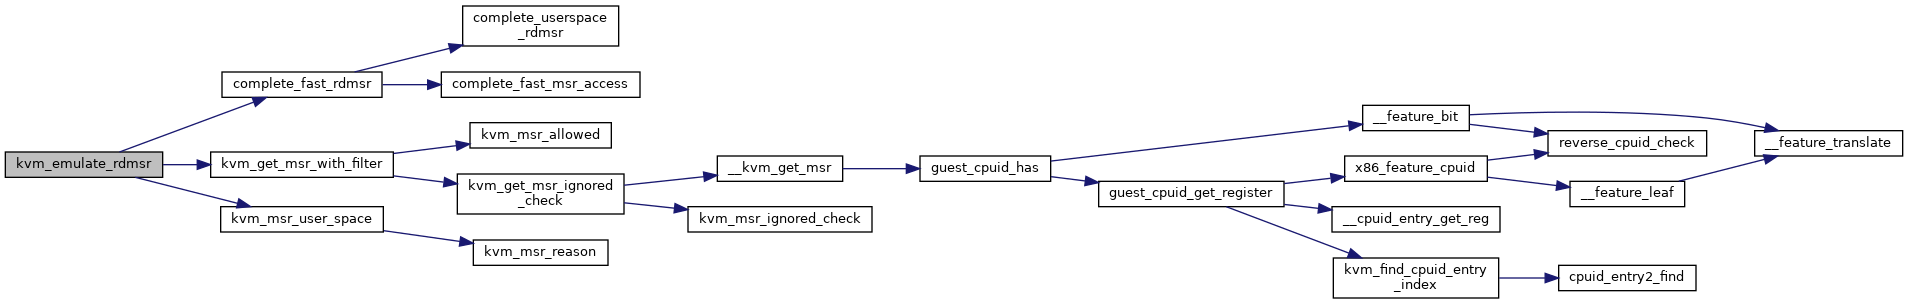 kvm_emulate_rdmsr
complete_fast_rdmsr
complete_userspace
_rdmsr
complete_fast_msr_access
kvm_get_msr_with_filter
kvm_msr_allowed
kvm_get_msr_ignored
_check
__kvm_get_msr
guest_cpuid_has
__feature_bit
__feature_translate
reverse_cpuid_check
guest_cpuid_get_register
x86_feature_cpuid
__feature_leaf
__cpuid_entry_get_reg
kvm_find_cpuid_entry
_index
cpuid_entry2_find
kvm_msr_ignored_check
kvm_msr_user_space
kvm_msr_reason